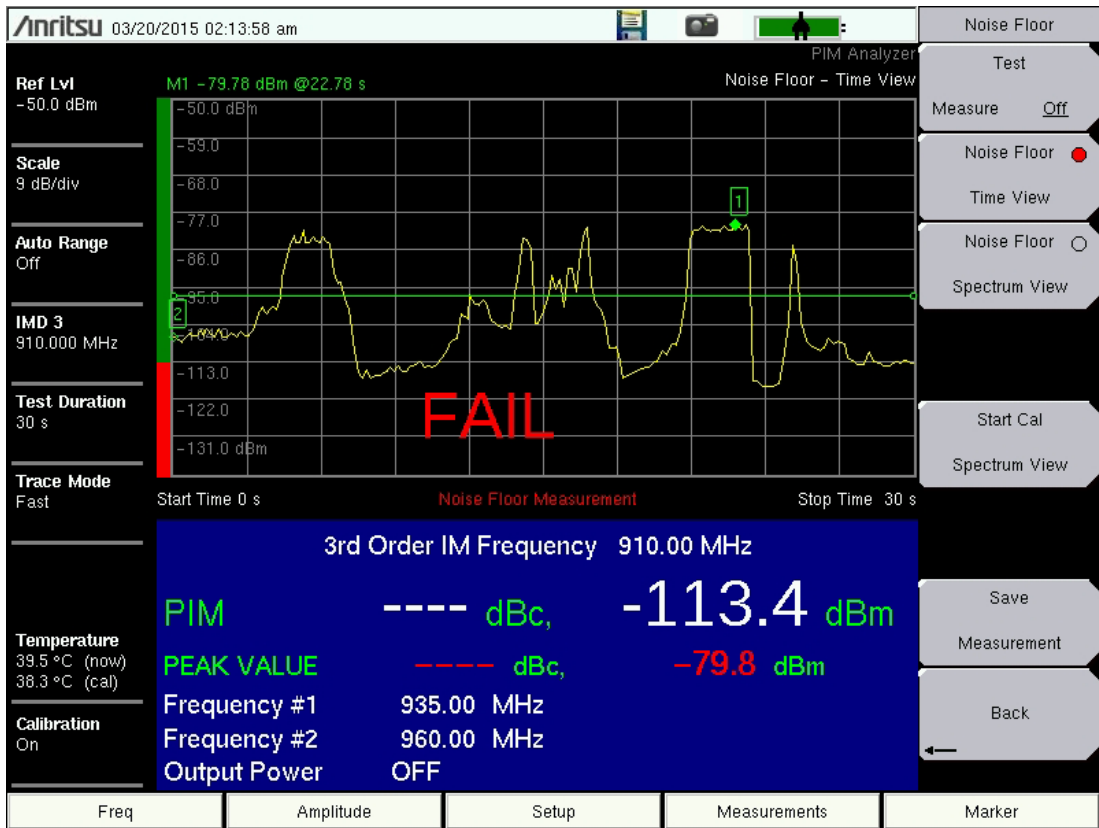 /Inritsu 03/20/2015 02:13:58 am
Noise Floor
PIM Analyzer
Ref Lvl
-50.0 dBm
M1 -79.78 dBm @22.78 s
Noise Floor - Time View
-50.0 dBm
-59.0
-68.0
-77.0
-86.0
-95.0
-104.0
-113.0
-122.0
-131.0 dBm
1
2
FAIL
Scale
9 dB/div
Auto Range
Off
IMD 3
910.000 MHz
Test Duration
30 s
Trace Mode
Fast
Start Time 0 s
Noise Floor Measurement
Stop Time 30 s
3rd Order IM Frequency 910.00 MHz
PIM ---- dBc, -113.4 dBm
PEAK VALUE ---- dBc, -79.8 dBm
Frequency #1 935.00 MHz
Frequency #2 960.00 MHz
Output Power OFF
Temperature
39.5 °C (now)
38.3 °C (cal)
Calibration
On
Test
Measure Off
Noise Floor
Time View
Noise Floor
Spectrum View
Start Cal
Spectrum View
Save
Measurement
Back
Freq
Amplitude
Setup
Measurements
Marker